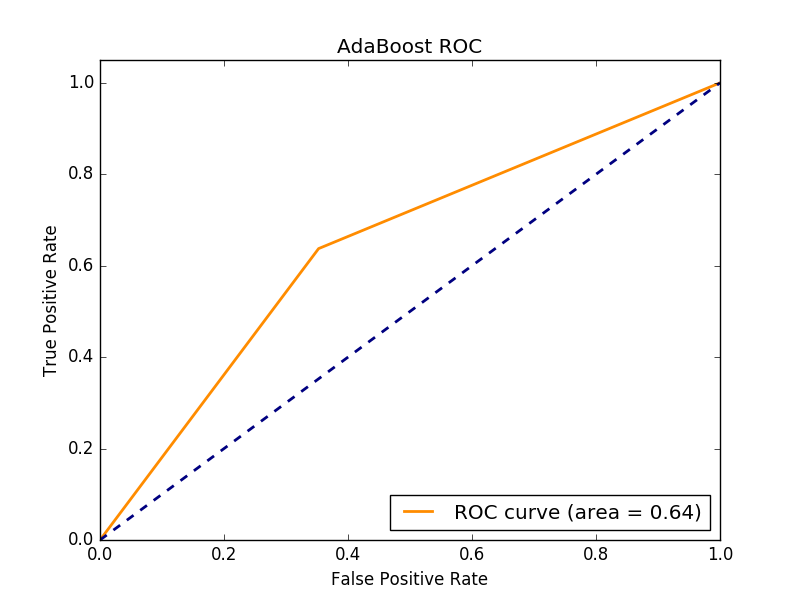 AdaBoost ROC
1.0
0.8
0.6
0.4
0.2
0.0
True Positive Rate
0.0 0.2 0.4 0.6 0.8 1.0
False Positive Rate
ROC curve (area = 0.64)